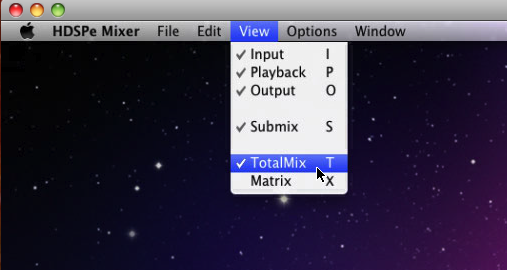 HDSPe Mixer File Edit View Options Window
✓ Input I
✓ Playback P
✓ Output O
✓ Submix S
✓ TotalMix T
Matrix X